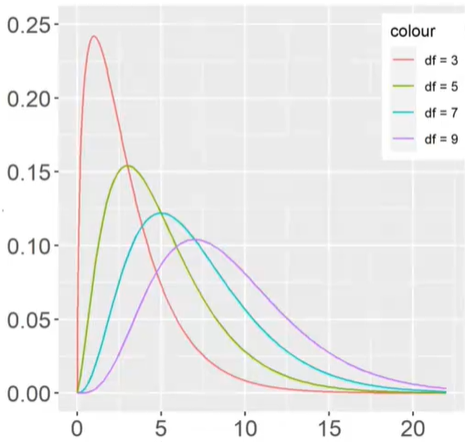 0.25
0.20
0.15
0.10
0.05
0.00
0
5
10
15
20
colour
df = 3
df = 5
df = 7
df = 9